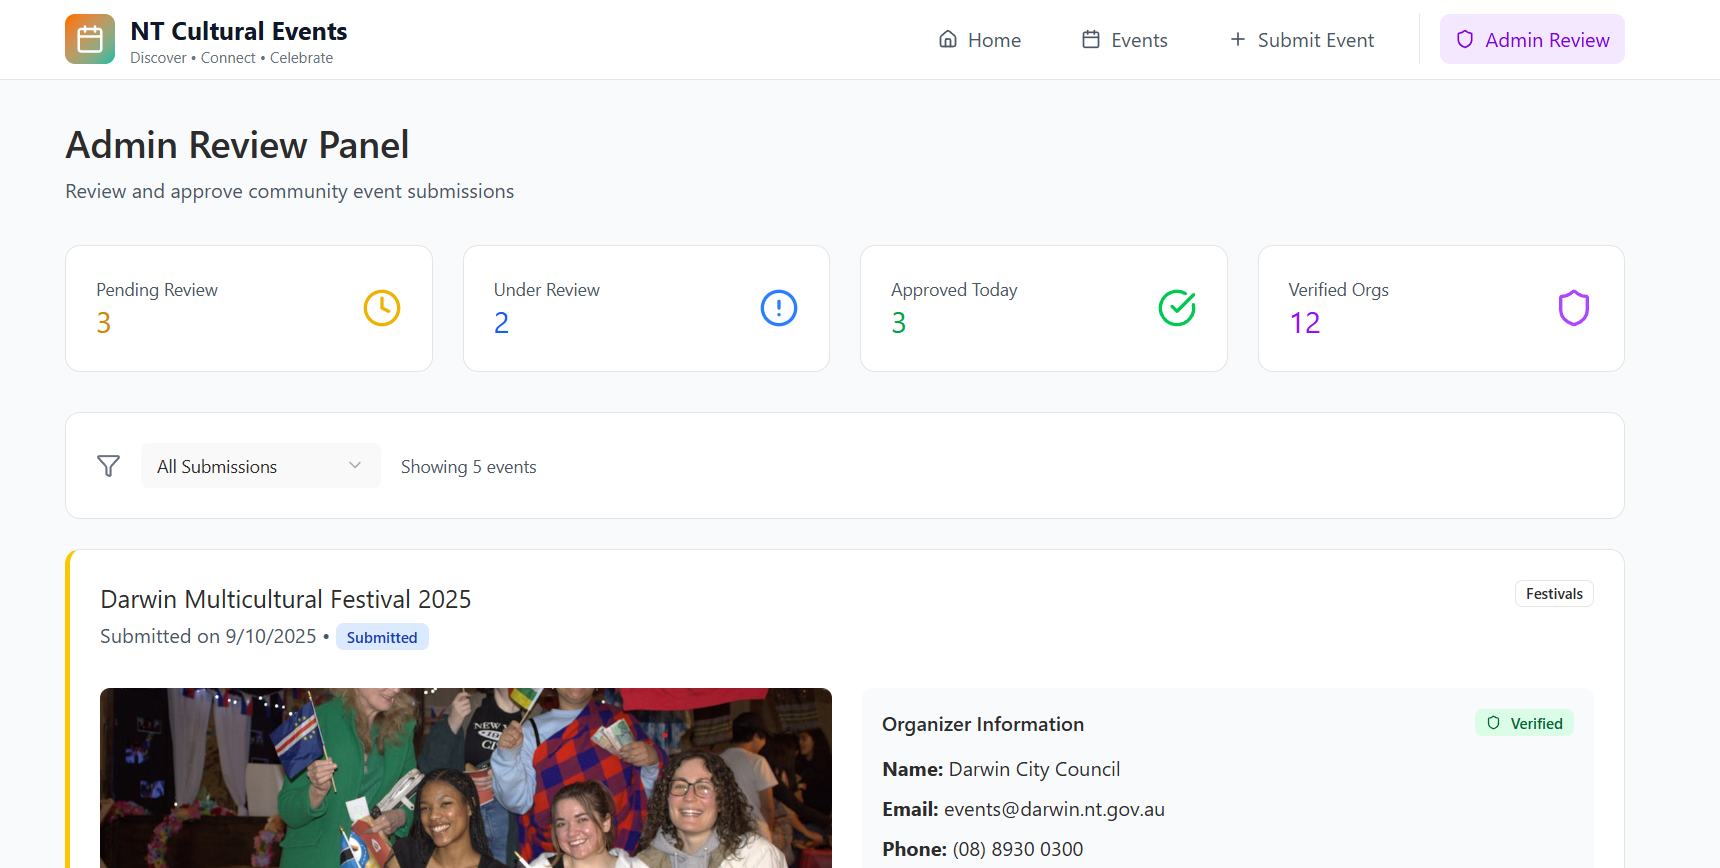 NT Cultural Events
Discover • Connect • Celebrate
Home
Events
Submit Event
Admin Review
Admin Review Panel
Review and approve community event submissions
Pending Review
3
Under Review
2
Approved Today
3
Verified Orgs
12
All Submissions
Showing 5 events
Darwin Multicultural Festival 2025
Festivals
Submitted on 9/10/2025 • Submitted
NEW
Organizer Information
Verified
Name: Darwin City Council
Email: events@darwin.nt.gov.au
Phone: (08) 8930 0300